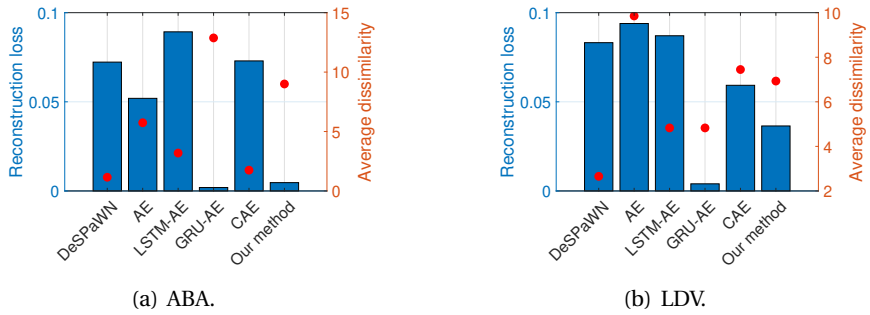 0.1
0.05
0
Reconstruction loss
15
10
5
0
Average dissimilarity
DeSPaWN
AE
LSTM-AE
GRU-AE
CAE
Our method
(a) ABA.
0.1
0.05
0
Reconstruction loss
10
8
6
4
2
Average dissimilarity
DeSPaWN
AE
LSTM-AE
GRU-AE
CAE
Our method
(b) LDV.